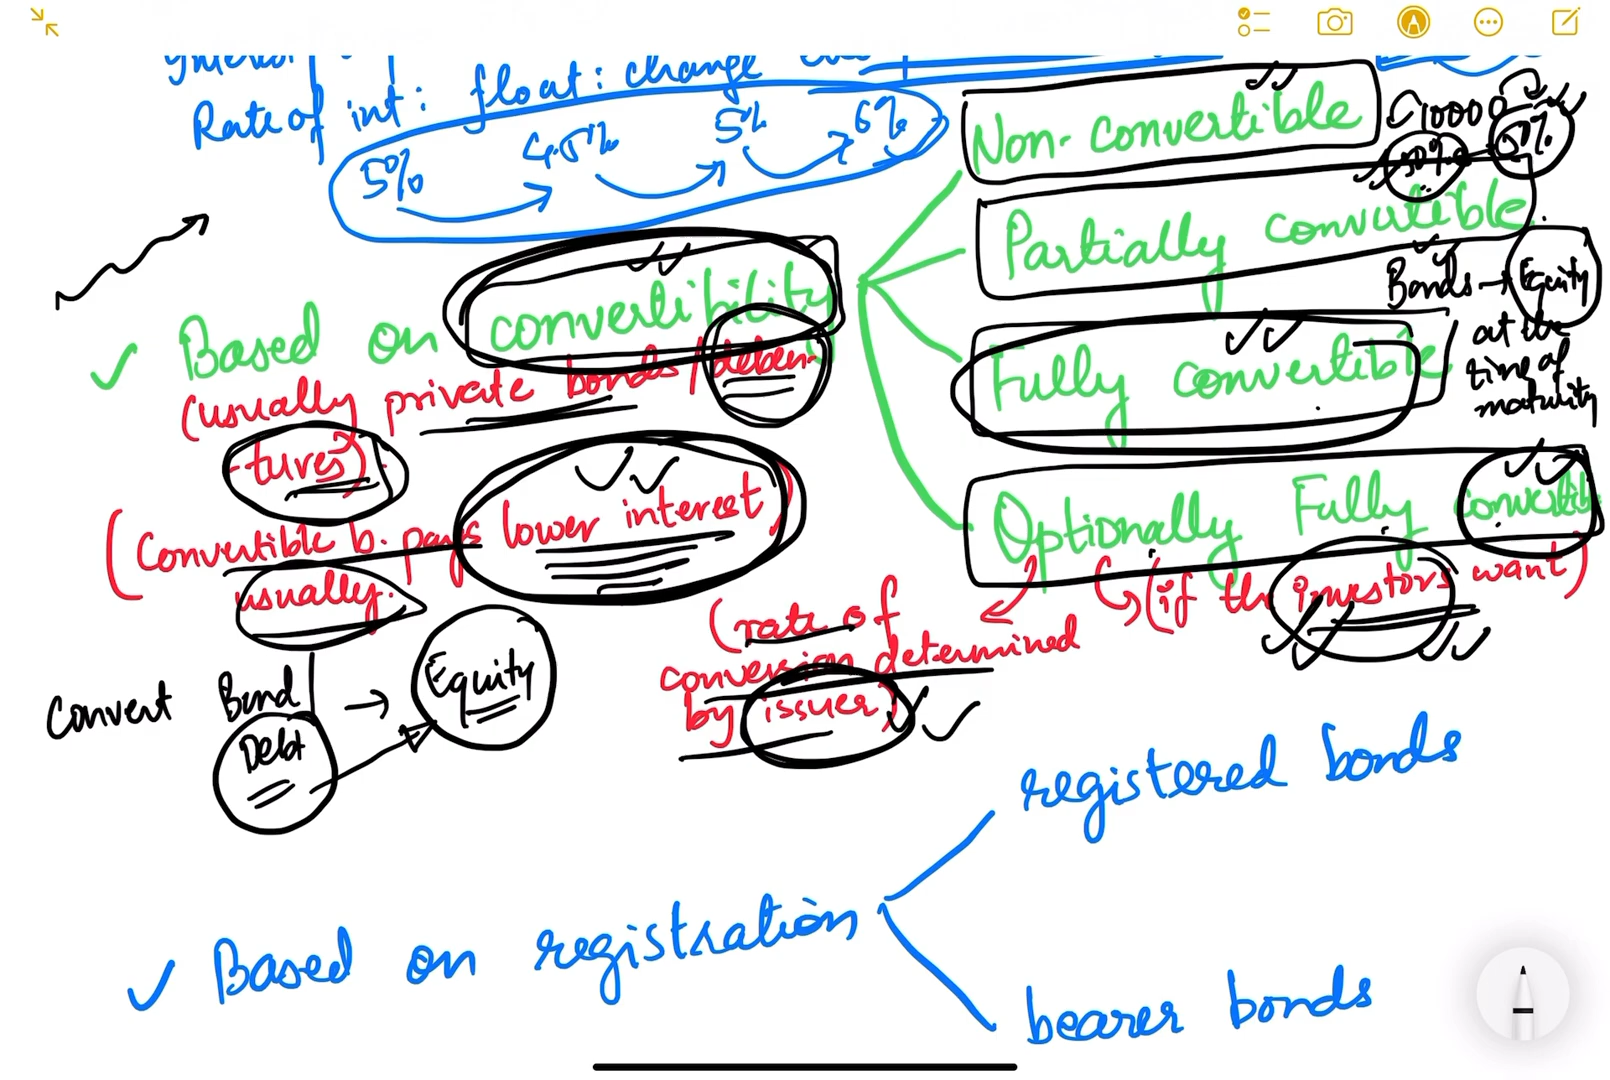 Rate of int: float: change
5% 4.5% 5% 6%
Non-convertible
10000
50% 50%
Partially convertible
Bonds → Equity
at the
time of
maturity
✓ Based on convertibility
(usually private bonds/deben-
-tures)
Fully convertible
(Convertible b. pays lower interest)
usually.
Optionally Fully convertib
(if the investors want)
(rate of
conversion determined
by issuer)
Convert Bond → Equity
Debt
registered bonds
✓ Based on registration
bearer bonds